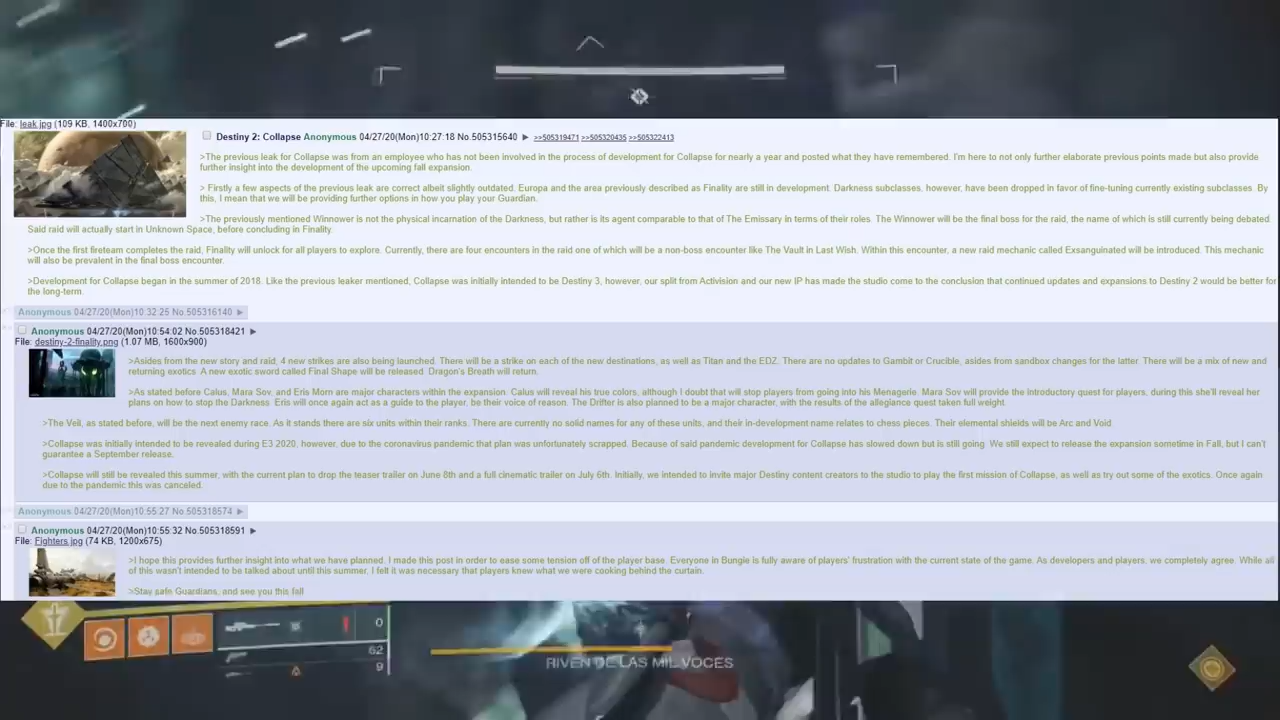 File: leak.jpg (109 KB, 1400x700)
Destiny 2: Collapse Anonymous 04/27/20(Mon)10:27:18 No.505315640 ▶ >>505319471 >>505320435 >>505322413
>The previous leak for Collapse was from an employee who has not been involved in the process of development for Collapse for nearly a year and posted what they have remembered. I'm here to not only further elaborate previous points made but also provide
further insight into the development of the upcoming fall expansion.
> Firstly a few aspects of the previous leak are correct albeit slightly outdated. Europa and the area previously described as Finality are still in development. Darkness subclasses, however, have been dropped in favor of fine-tuning currently existing subclasses. By
this, I mean that we will be providing further options in how you play your Guardian.
>The previously mentioned Winnower is not the physical incarnation of the Darkness, but rather is its agent comparable to that of The Emissary in terms of their roles. The Winnower will be the final boss for the raid, the name of which is still currently being debated.
Said raid will actually start in Unknown Space, before concluding in Finality.
>Once the first fireteam completes the raid, Finality will unlock for all players to explore. Currently, there are four encounters in the raid one of which will be a non-boss encounter like The Vault in Last Wish. Within this encounter, a new raid mechanic called Exsanguinated will be introduced. This mechanic
will also be prevalent in the final boss encounter.
>Development for Collapse began in the summer of 2018. Like the previous leaker mentioned, Collapse was initially intended to be Destiny 3, however, our split from Activision and our new IP has made the studio come to the conclusion that continued updates and expansions to Destiny 2 would be better for
the long-term.
Anonymous 04/27/20(Mon)10:32:25 No.505316140 ▶
Anonymous 04/27/20(Mon)10:54:02 No.505318421 ▶
File: destiny-2-finality.png (1.07 MB, 1600x900)
>Asides from the new story and raid, 4 new strikes are also being launched. There will be a strike on each of the new destinations, as well as Titan and the EDZ. There are no updates to Gambit or Crucible, asides from sandbox changes for the latter. There will be a mix of new and
returning exotics. A new exotic sword called Final Shape will be released. Dragon's Breath will return.
>As stated before Calus, Mara Sov, and Eris Morn are major characters within the expansion. Calus will reveal his true colors, although I doubt that will stop players from going into his Menagerie. Mara Sov will provide the introductory quest for players, during this she'll reveal her
plans on how to stop the Darkness. Eris will once again act as a guide to the player, be their voice of reason. The Drifter is also planned to be a major character, with the results of the allegiance quest taken full weight.
>The Veil, as stated before, will be the next enemy race. As it stands there are six units within their ranks. There are currently no solid names for any of these units, and their in-development name relates to chess pieces. Their elemental shields will be Arc and Void.
>Collapse was initially intended to be revealed during E3 2020, however, due to the coronavirus pandemic that plan was unfortunately scrapped. Because of said pandemic development for Collapse has slowed down but is still going. We still expect to release the expansion sometime in Fall, but I can't
guarantee a September release.
>Collapse will still be revealed this summer, with the current plan to drop the teaser trailer on June 8th and a full cinematic trailer on July 6th. Initially, we intended to invite major Destiny content creators to the studio to play the first mission of Collapse, as well as try out some of the exotics. Once again
due to the pandemic this was canceled.
Anonymous 04/27/20(Mon)10:55:27 No.505318574 ▶
Anonymous 04/27/20(Mon)10:55:32 No.505318591 ▶
File: Fighters.jpg (74 KB, 1200x675)
>I hope this provides further insight into what we have planned. I made this post in order to ease some tension off of the player base. Everyone in Bungie is fully aware of players' frustration with the current state of the game. As developers and players, we completely agree. While all
of this wasn't intended to be talked about until this summer, I felt it was necessary that players knew what we were cooking behind the curtain.
>Stay safe Guardians, and see you this fall
0
62
9
RIVEN DE LAS MIL VOCES